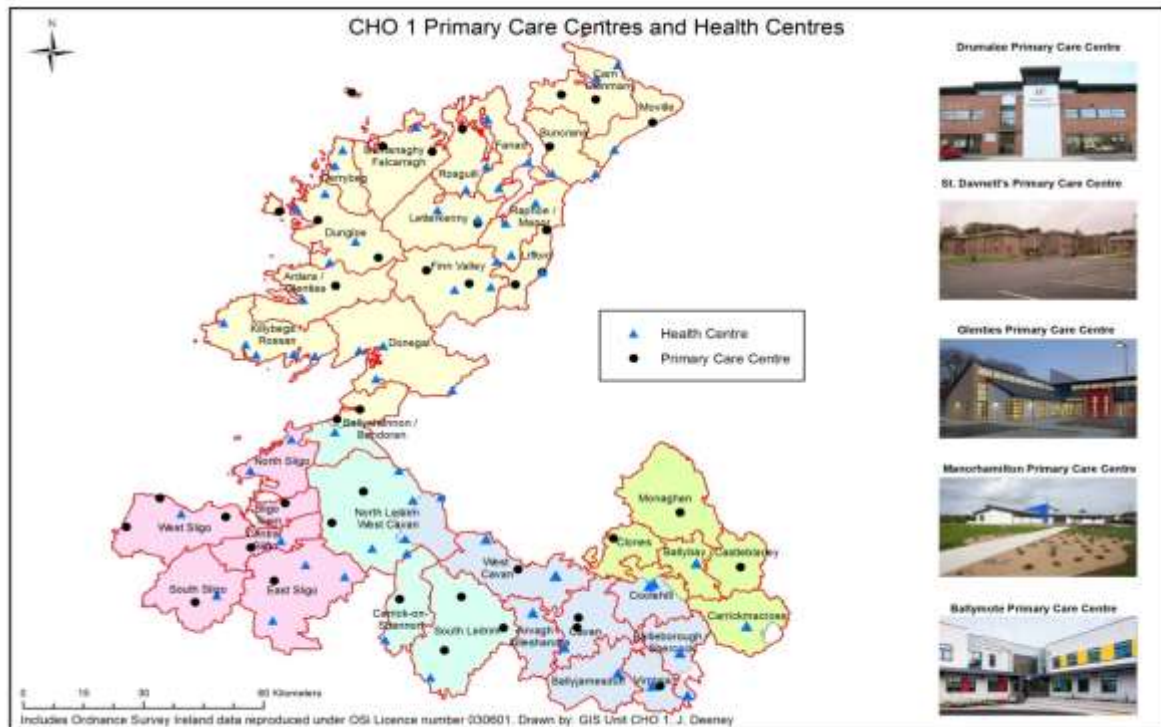 CHO 1 Primary Care Centres and Health Centres
N
Drumalee Primary Care Centre
Carn
Moville
Buncrana
Fanad
Falcarragh
Derrybeg
Rosguill
Letterkenny
Raphoe /
Manor
Dungloe
Lifford
Finn Valley
Ardara /
Glenties
Killybegs
Rossan
Donegal
Ballyshannon /
Bundoran
St. Davnett's Primary Care Centre
Glenties Primary Care Centre
Health Centre
Primary Care Centre
North Sligo
West Sligo
Sligo
Town
North Leitrim
West Cavan
South Sligo
East Sligo
Monaghan
Clones
Ballybay
Castleblayney
West
Cavan
Cootehill
Carrickmacross
Carrick-on-
Shannon
South Leitrim
Arvagh
Killeshandra
Cavan
Bailieborough
Ballyjamesduff
Virginia
Manorhamilton Primary Care Centre
Ballymote Primary Care Centre
0 15 30 60 Kilometers
Includes Ordnance Survey Ireland data reproduced under OSi Licence number 030601. Drawn by: GIS Unit CHO 1. J. Deeney